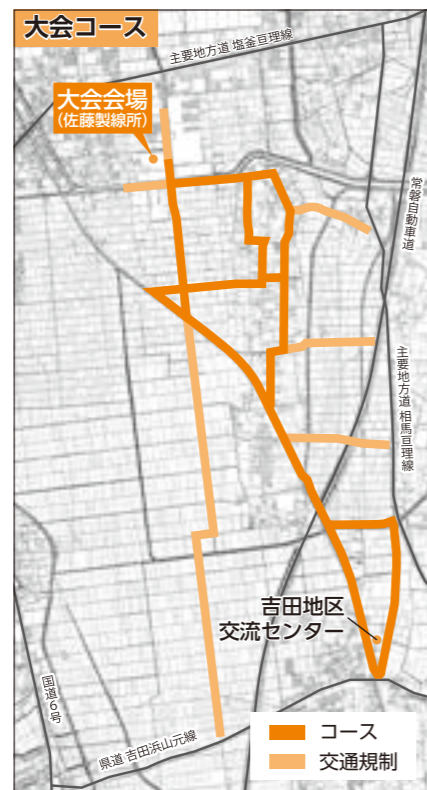 大会コース
主要地方道 塩釜亘理線
大会会場
(佐藤製線所)
常磐自動車道
主要地方道 相馬亘理線
吉田地区
交流センター
国道6号
県道 吉田浜山元線
コース
交通規制